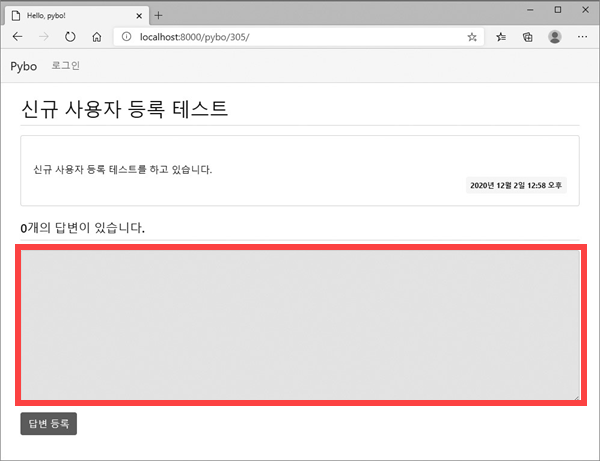 Hello, pybo!
localhost:8000/pybo/305/
Pybo 로그인
신규 사용자 등록 테스트
신규 사용자 등록 테스트를 하고 있습니다.
2020년 12월 2일 12:58 오후
0개의 답변이 있습니다.
답변 등록